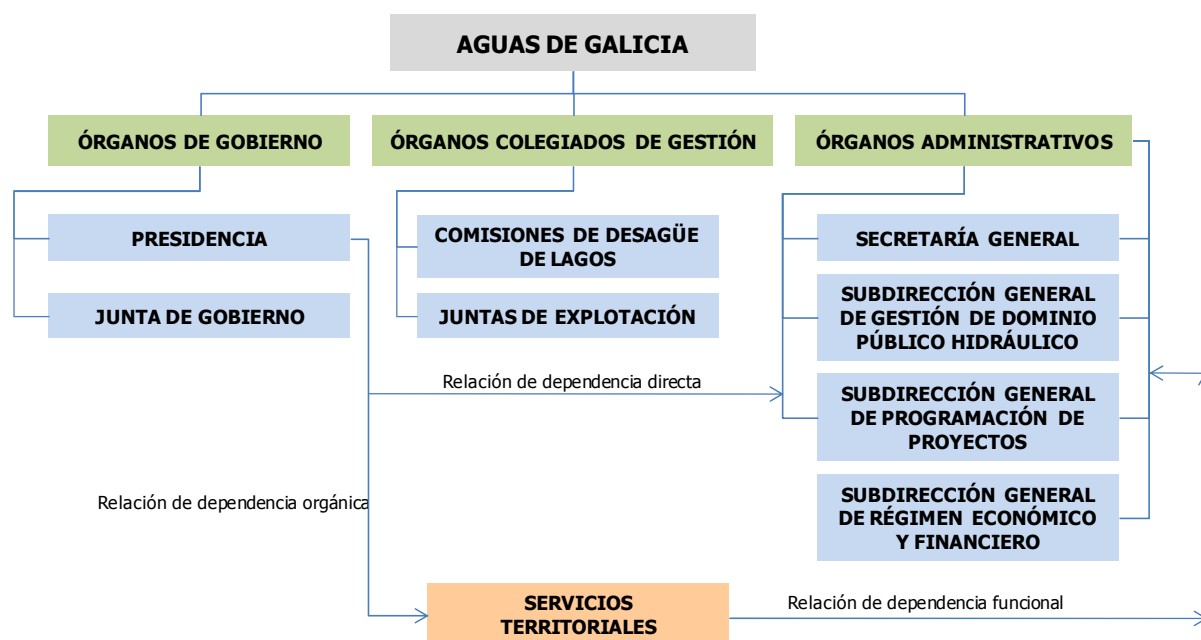 AGUAS DE GALICIA
ÓRGANOS DE GOBIERNO
ÓRGANOS COLEGIADOS DE GESTIÓN
ÓRGANOS ADMINISTRATIVOS
PRESIDENCIA
COMISIONES DE DESAGÜE
DE LAGOS
SECRETARÍA GENERAL
JUNTA DE GOBIERNO
JUNTAS DE EXPLOTACIÓN
SUBDIRECCIÓN GENERAL
DE GESTIÓN DE DOMINIO
PÚBLICO HIDRÁULICO
Relación de dependencia directa
SUBDIRECCIÓN GENERAL
DE PROGRAMACIÓN DE
PROYECTOS
Relación de dependencia orgánica
SUBDIRECCIÓN GENERAL
DE RÉGIMEN ECONÓMICO
Y FINANCIERO
SERVICIOS
TERRITORIALES
Relación de dependencia funcional